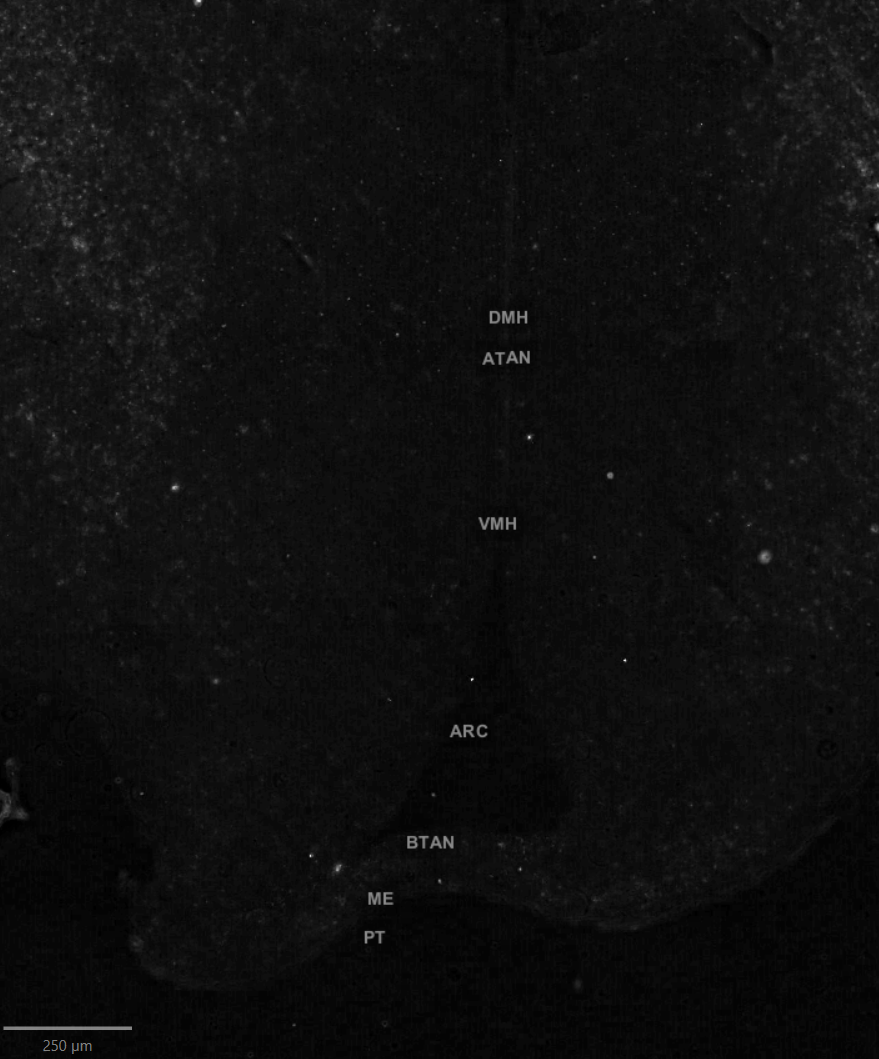 DMH
ATAN
VMH
ARC
BTAN
ME
PT
250 µm